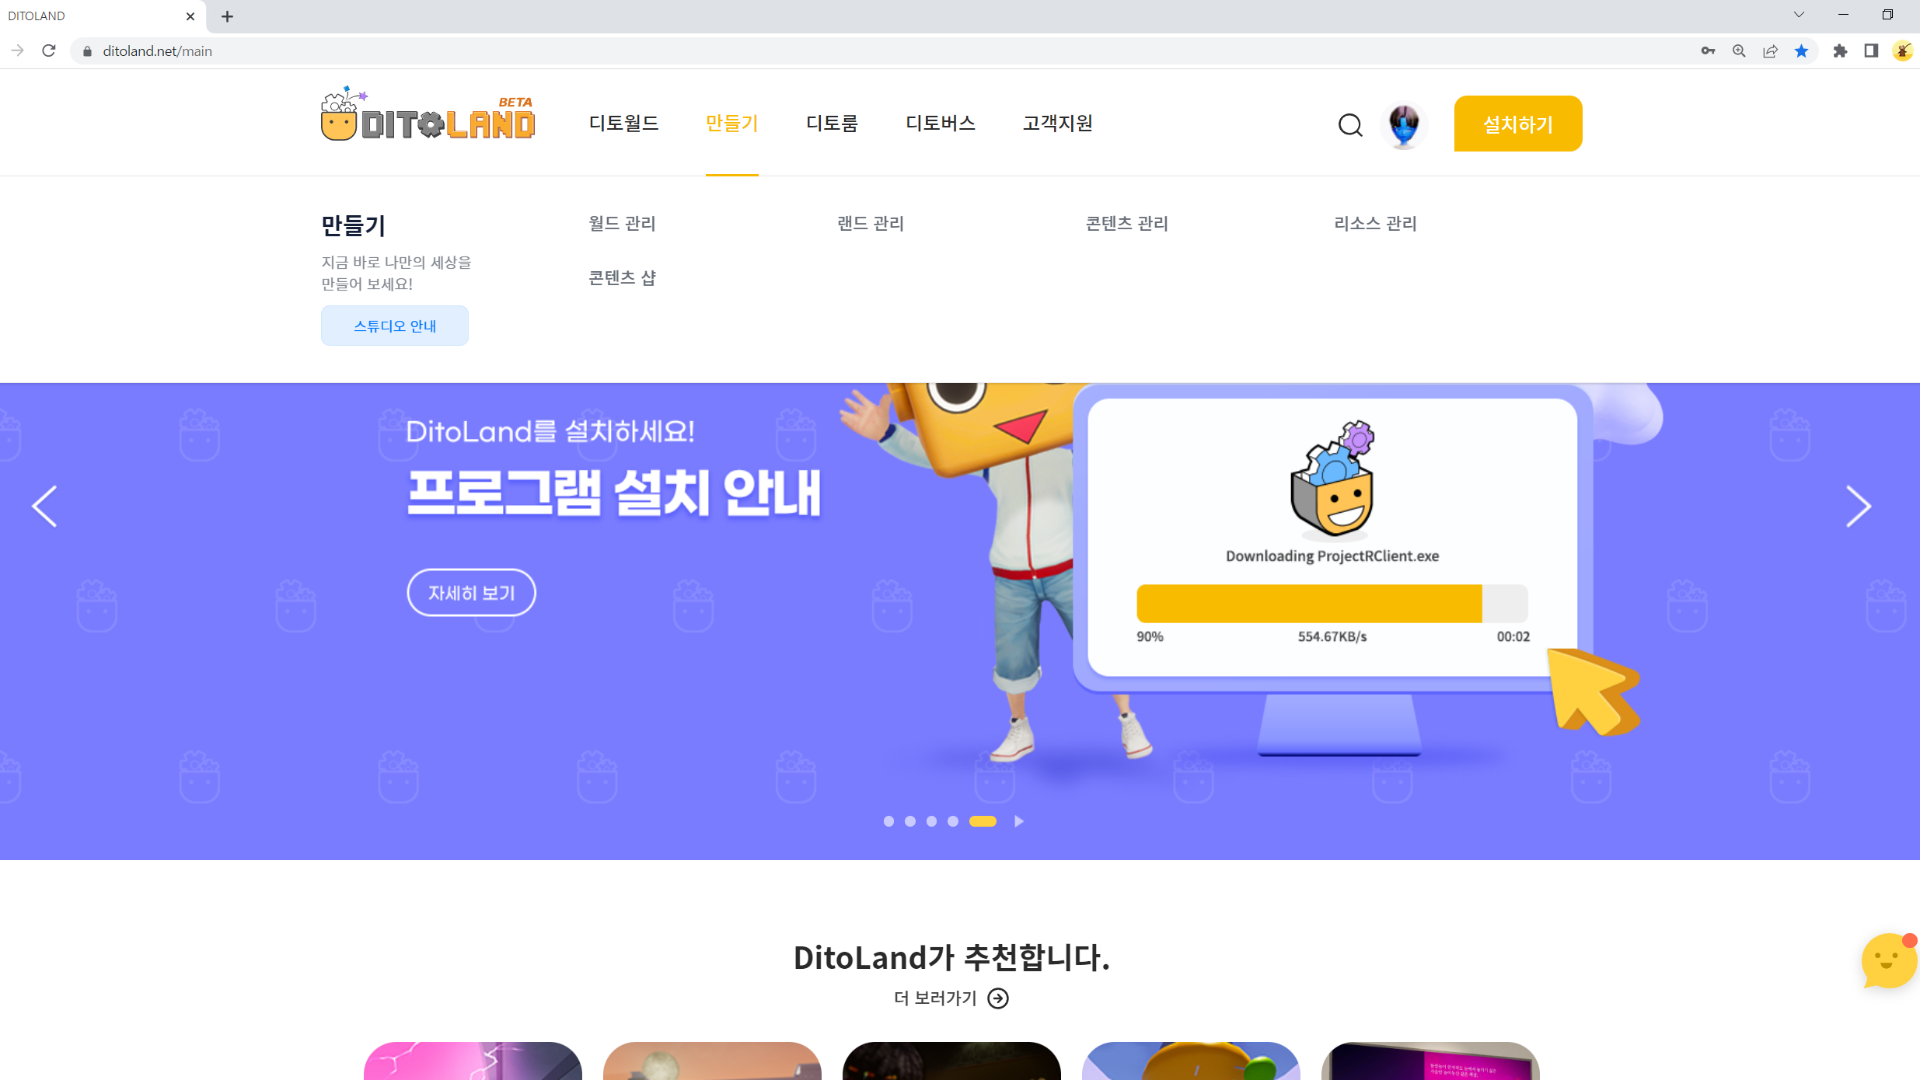 DITOLAND
ditoland.net/main
BETA
DITOLAND
디토월드
만들기
디토룸
디토버스
고객지원
설치하기
만들기
지금 바로 나만의 세상을
만들어 보세요!
스튜디오 안내
월드 관리
랜드 관리
콘텐츠 관리
리소스 관리
콘텐츠 샵
DitoLand를 설치하세요!
프로그램 설치 안내
자세히 보기
Downloading ProjectRClient.exe
90%
554.67KB/s
00:02
DitoLand가 추천합니다.
더 보러가기